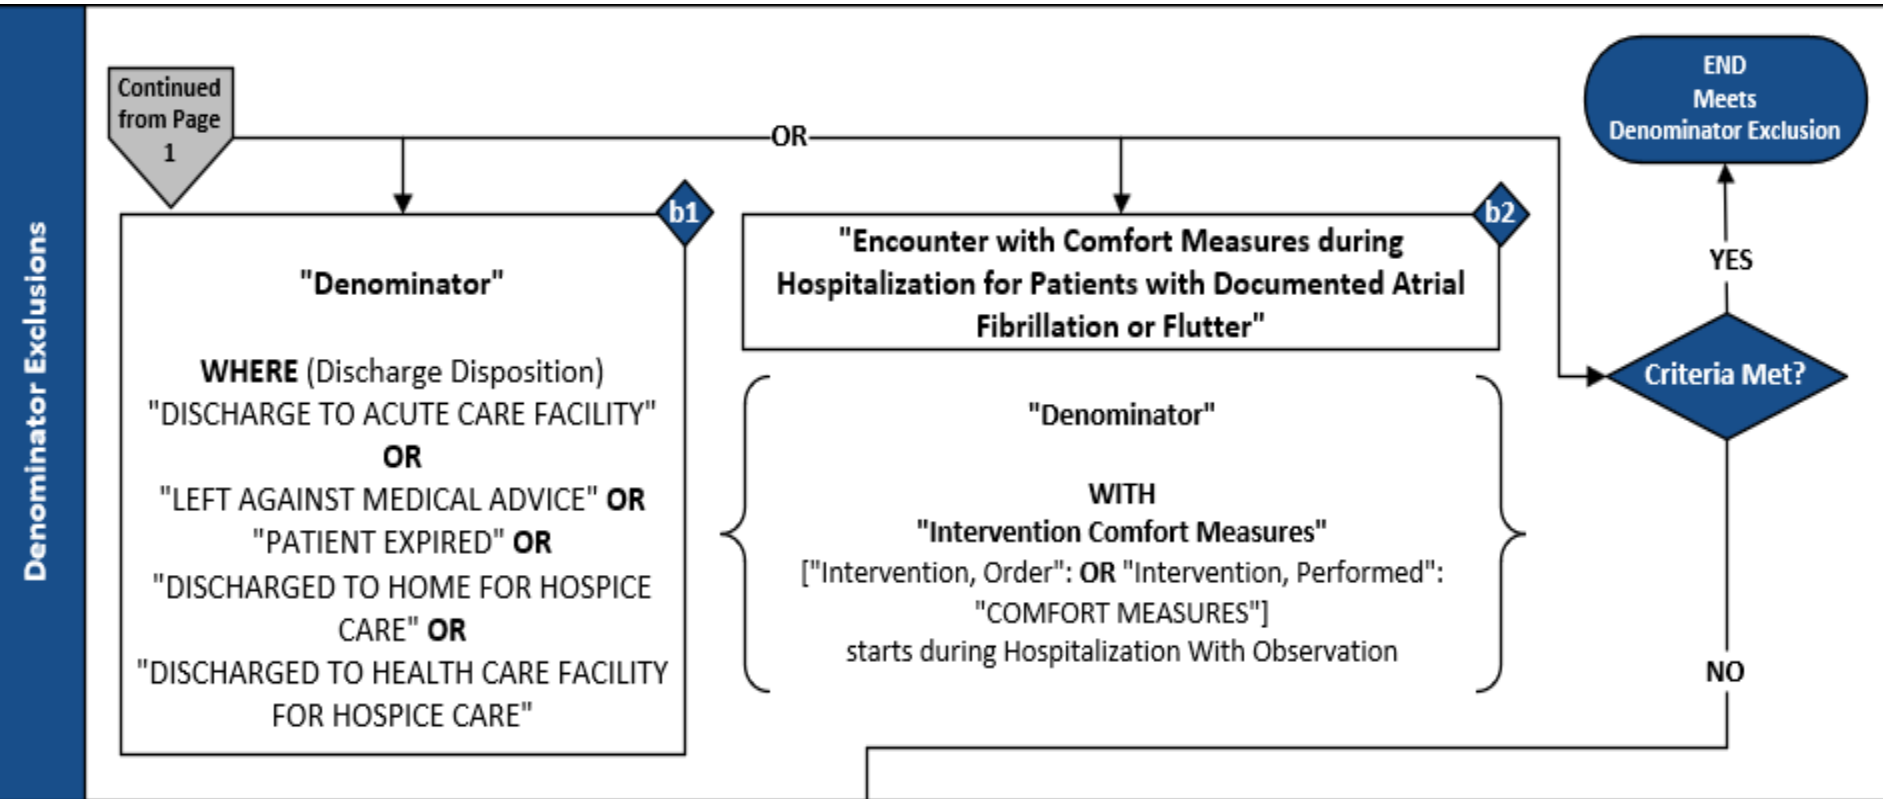 Denominator Exclusions
Continued
from Page
1
OR
b1
"Denominator"
WHERE (Discharge Disposition)
"DISCHARGE TO ACUTE CARE FACILITY"
OR
"LEFT AGAINST MEDICAL ADVICE" OR
"PATIENT EXPIRED" OR
"DISCHARGED TO HOME FOR HOSPICE
CARE" OR
"DISCHARGED TO HEALTH CARE FACILITY
FOR HOSPICE CARE"
b2
"Encounter with Comfort Measures during
Hospitalization for Patients with Documented Atrial
Fibrillation or Flutter"
"Denominator"
WITH
"Intervention Comfort Measures"
["Intervention, Order": OR "Intervention, Performed":
"COMFORT MEASURES"]
starts during Hospitalization With Observation
END
Meets
Denominator Exclusion
YES
Criteria Met?
NO